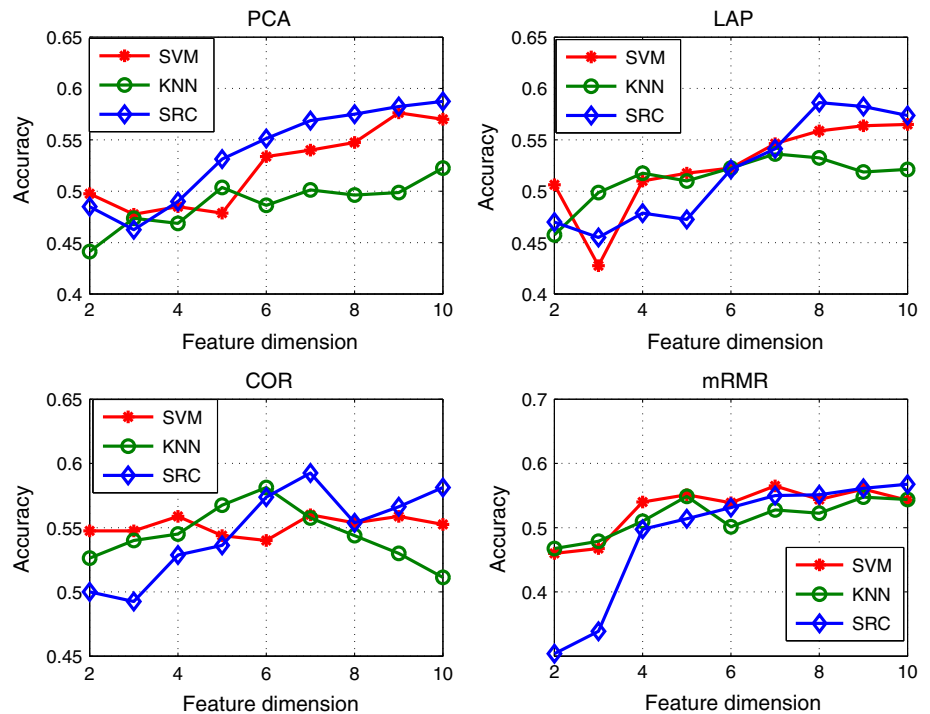 PCA
0.65
0.6
0.55
0.5
0.45
0.4
Accuracy
SVM
KNN
SRC
2 4 6 8 10
Feature dimension
LAP
0.65
0.6
0.55
0.5
0.45
0.4
Accuracy
SVM
KNN
SRC
2 4 6 8 10
Feature dimension
COR
0.65
0.6
0.55
0.5
0.45
Accuracy
SVM
KNN
SRC
2 4 6 8 10
Feature dimension
mRMR
0.7
0.6
0.5
0.4
Accuracy
SVM
KNN
SRC
2 4 6 8 10
Feature dimension